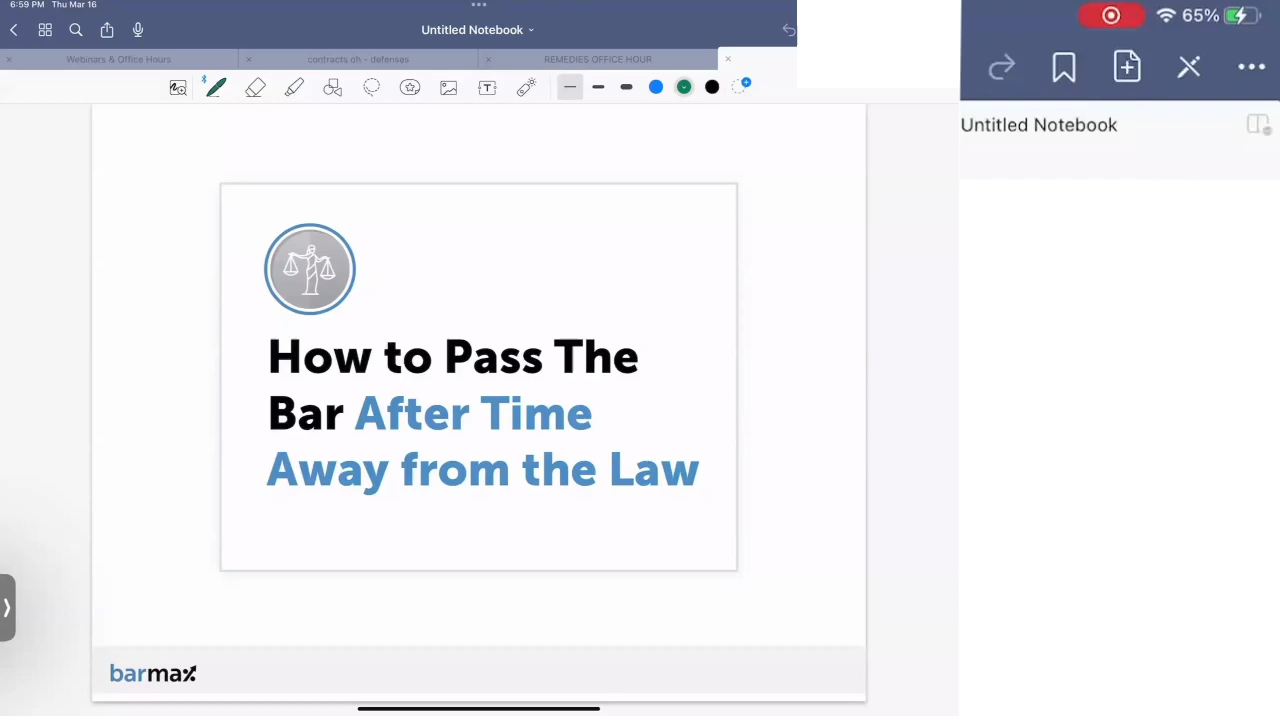 6:59 PM Thu Mar 16
65%
Untitled Notebook
Webinars & Office Hours
contracts oh - defenses
REMEDIES OFFICE HOUR
Untitled Notebook
How to Pass The
Bar After Time
Away from the Law
barmax